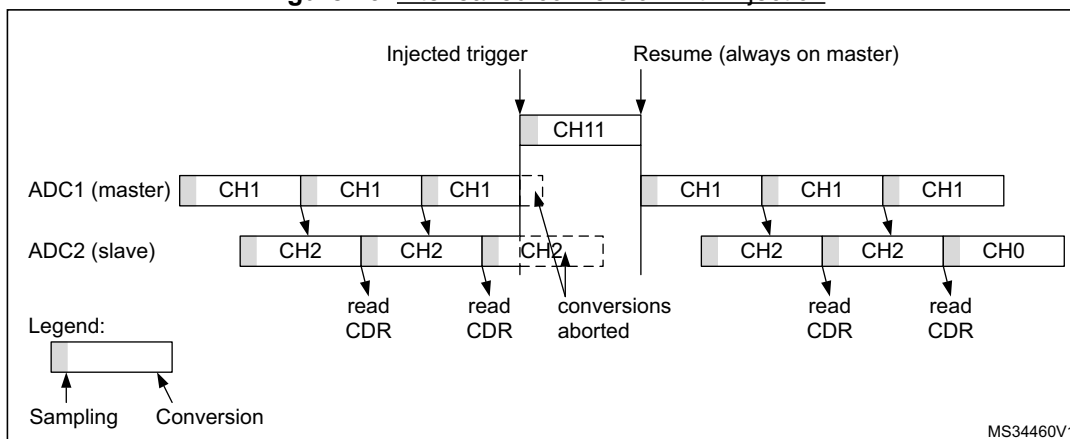 Injected trigger
Resume (always on master)
CH11
ADC1 (master)
CH1
CH1
CH1
CH1
CH1
CH1
ADC2 (slave)
CH2
CH2
CH2
CH2
CH2
CH0
read
CDR
read
CDR
conversions
aborted
read
CDR
read
CDR
Legend:
Sampling
Conversion
MS34460V1